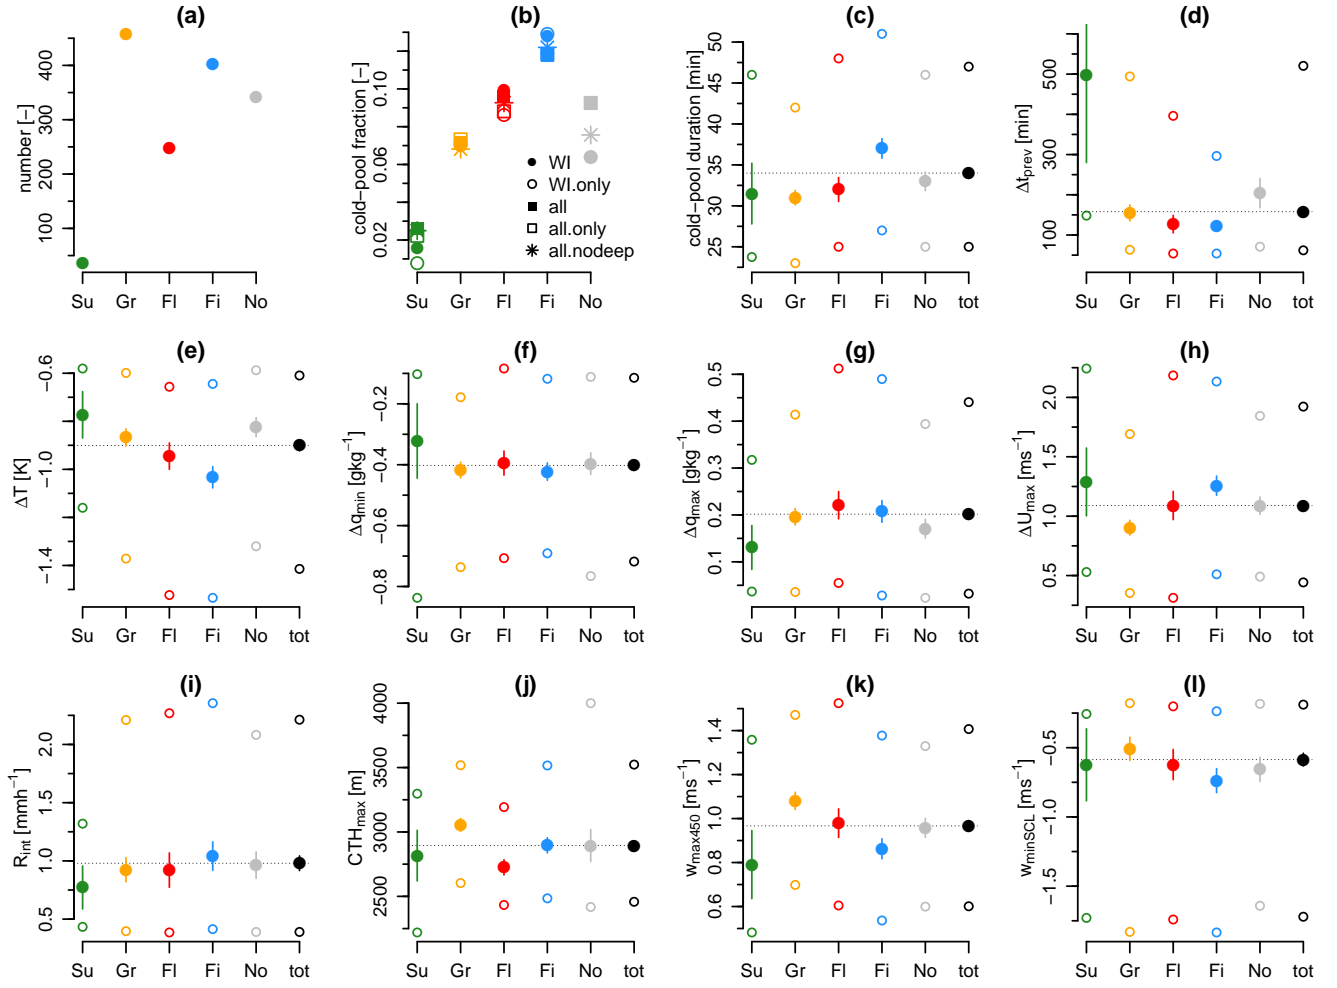 (a)
number [−]
100
200
300
400
Su Gr Fl Fi No
(b)
cold−pool fraction [−]
0.02
0.06
0.10
WI
WI.only
all
all.only
all.nodeep
Su Gr Fl Fi No
(c)
cold−pool duration [min]
25
30
35
40
45
50
Su Gr Fl Fi No tot
(d)
Δtprev [min]
100
300
500
Su Gr Fl Fi No tot
(e)
ΔT [K]
−1.4
−1.0
−0.6
Su Gr Fl Fi No tot
(f)
Δqmin [gkg−1]
−0.8
−0.6
−0.4
−0.2
Su Gr Fl Fi No tot
(g)
Δqmax [gkg−1]
0.1
0.2
0.3
0.4
0.5
Su Gr Fl Fi No tot
(h)
ΔUmax [ms−1]
0.5
1.0
1.5
2.0
Su Gr Fl Fi No tot
(i)
Rint [mmh−1]
0.5
1.0
1.5
2.0
Su Gr Fl Fi No tot
(j)
CTHmax [m]
2500
3000
3500
4000
Su Gr Fl Fi No tot
(k)
wmax450 [ms−1]
0.6
0.8
1.0
1.2
1.4
Su Gr Fl Fi No tot
(l)
wminSCL [ms−1]
−1.5
−1.0
−0.5
Su Gr Fl Fi No tot